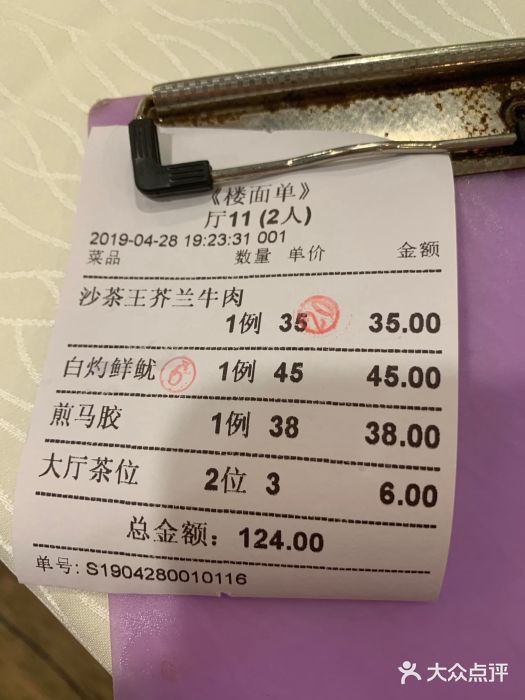 《楼面单》
厅11 (2人)
2019-04-28 19:23:31 001
菜品 数量 单价 金额
沙茶王芥兰牛肉
1例 35 20 35.00
白灼鲜鱿 6 1例 45 45.00
煎马胶 1例 38 38.00
大厅茶位 2位 3 6.00
总金额: 124.00
单号: S1904280010116
大众点评